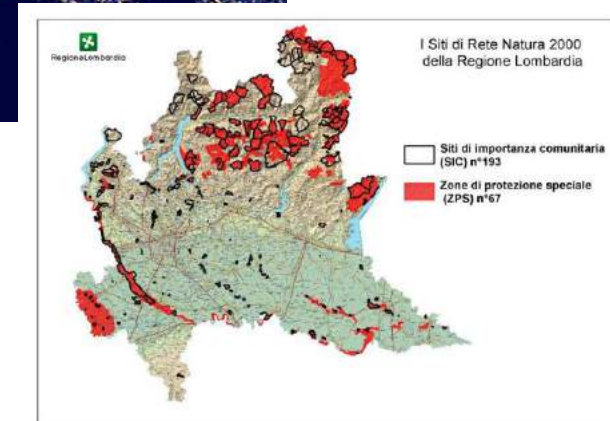 RegioneLombardia
I Siti di Rete Natura 2000
della Regione Lombardia
Siti di importanza comunitaria
(SIC) n°193
Zone di protezione speciale
(ZPS) n°67